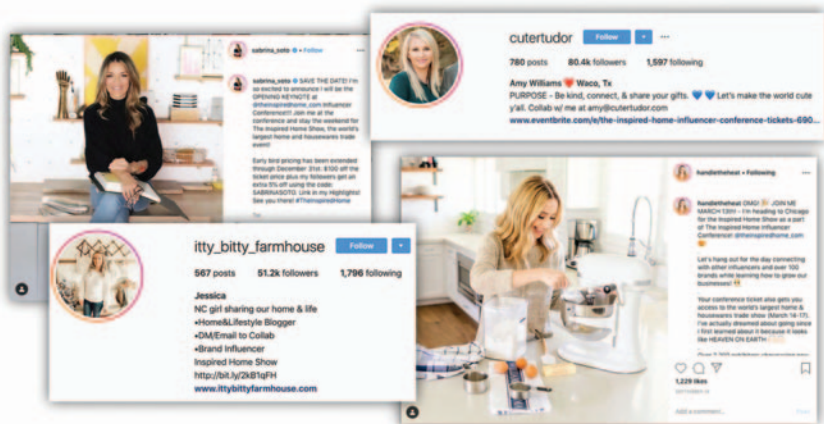 sabrina_soto • Follow
sabrina_soto SAVE THE DATE! I'm
so excited to announce I will be the
OPENING KEYNOTE at
@theinspiredhome_com Influencer
Conference!!! Join me at the
conference and stay the weekend for
The Inspired Home Show, the world's
largest home and housewares trade
event!
Early bird pricing has been extended
through December 31st. $100 off the
ticket price plus my followers get an
extra 5% off using the code:
SABRINASOTO. Link in my Highlights!
See you there! #TheInspiredHome
cutertudor Follow
780 posts 80.4k followers 1,597 following
Amy Williams ❤️ Waco, Tx
PURPOSE - Be kind, connect, & share your gifts. 💙 💙 Let's make the world cute
y'all. Collab w/ me at amy@cutertudor.com
www.eventbrite.com/e/the-inspired-home-influencer-conference-tickets-690...
itty_bitty_farmhouse Follow
567 posts 51.2k followers 1,796 following
Jessica
NC girl sharing our home & life
•Home&Lifestyle Blogger
•DM/Email to Collab
•Brand Influencer
Inspired Home Show
http://bit.ly/2kB1qFH
www.ittybittyfarmhouse.com
handletheheat • Following
handletheheat OMG! JOIN ME
MARCH 13th! - I'm heading to Chicago
for the Inspired Home Show as a part
of The Inspired Home Influencer
Conference! @theinspiredhome_com
Let's hang out for the day connecting
with other influencers and over 100
brands while learning how to grow our
businesses!
Your conference ticket also gets you
access to the world's largest home &
housewares trade show (March 14-17).
I've actually dreamed about going since
I first learned about it because it looks
like HEAVEN ON EARTH
1,229 likes
Add a comment...